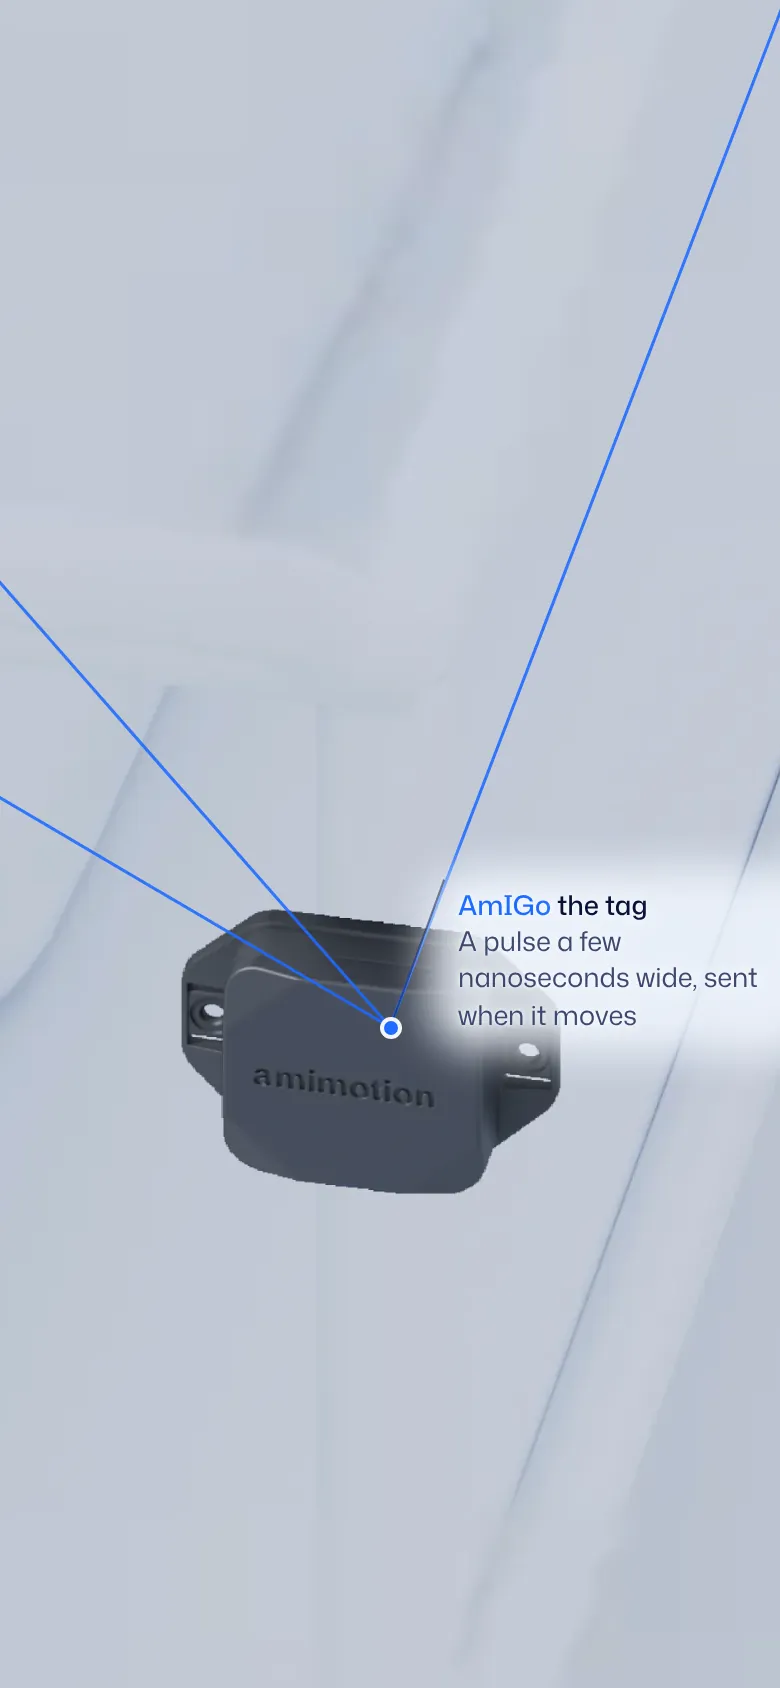 AmIGo the tag
A pulse a few
nanoseconds wide, sent
when it moves
amimotion